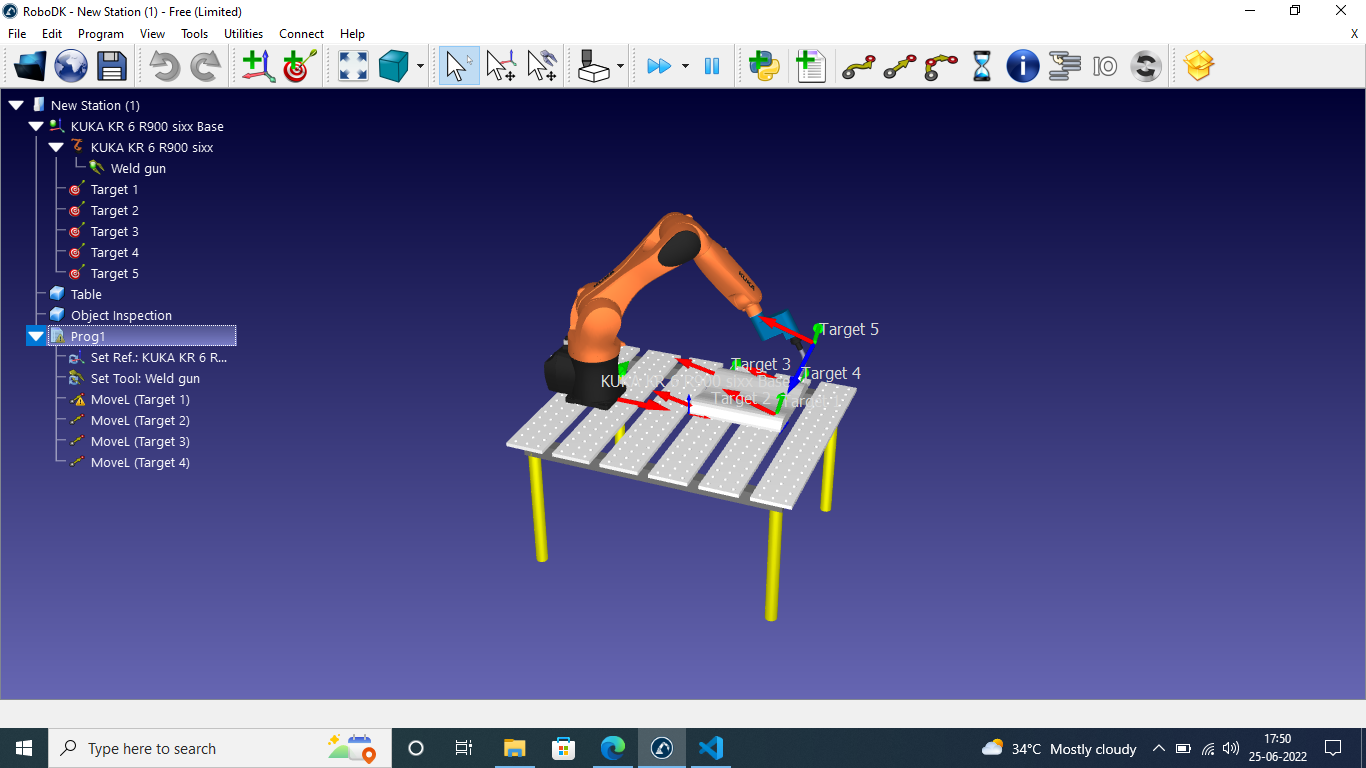 RoboDK - New Station (1) - Free (Limited)
File Edit Program View Tools Utilities Connect Help X
IO
New Station (1)
KUKA KR 6 R900 sixx Base
KUKA KR 6 R900 sixx
Weld gun
Target 1
Target 2
Target 3
Target 4
Target 5
Table
Object Inspection
Prog1
Set Ref.: KUKA KR 6 R...
Set Tool: Weld gun
MoveL (Target 1)
MoveL (Target 2)
MoveL (Target 3)
MoveL (Target 4)
KUKA
Target 5
Target 3
Target 4
KUKA KR 6 R900 sixx Base
Target 2
Type here to search
34°C Mostly cloudy
17:50
25-06-2022